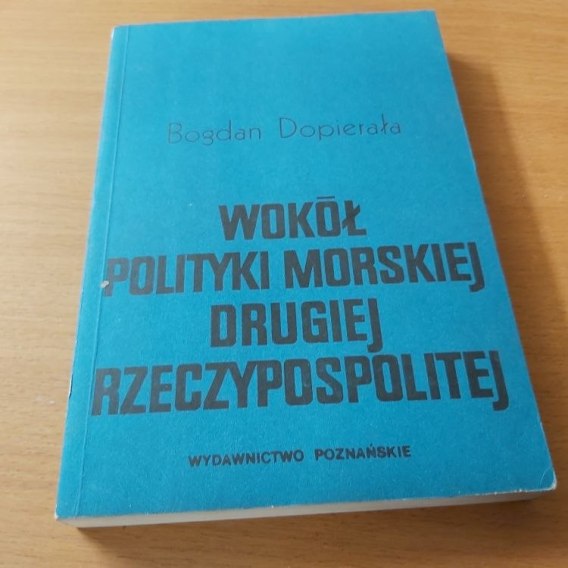 Bogdan Dopierała
WOKÓŁ
POLITYKI MORSKIEJ
DRUGIEJ
RZECZYPOSPOLITEJ
WYDAWNICTWO POZNAŃSKIE